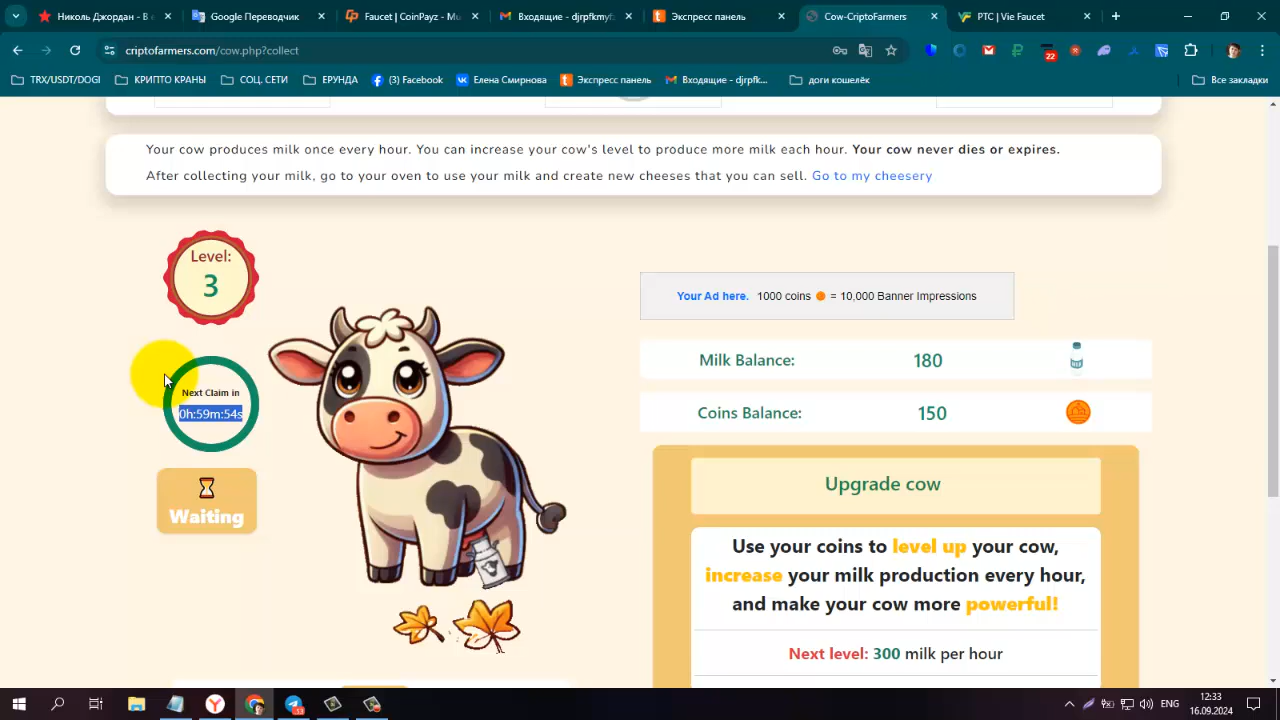 Николь Джордан - В е
Google Переводчик
Faucet | CoinPayz - Mu
Входящие - djrpfkmyfz
Экспресс панель
Cow-CriptoFarmers
PTC | Vie Faucet
criptofarmers.com/cow.php?collect
22
TRX/USDT/DOGI
КРИПТО КРАНЫ
СОЦ. СЕТИ
ЕРУНДА
(3) Facebook
Елена Смирнова
Экспресс панель
Входящие - djrpfk...
доги кошелёк
Все закладки
Your cow produces milk once every hour. You can increase your cow's level to produce more milk each hour. Your cow never dies or expires.
After collecting your milk, go to your oven to use your milk and create new cheeses that you can sell. Go to my cheesery
Level:
3
Your Ad here. 1000 coins = 10,000 Banner Impressions
Milk Balance: 180
Next Claim in
0h:59m:54s
Coins Balance: 150
Waiting
Upgrade cow
Use your coins to level up your cow,
increase your milk production every hour,
and make your cow more powerful!
Next level: 300 milk per hour
12:33
16.09.2024